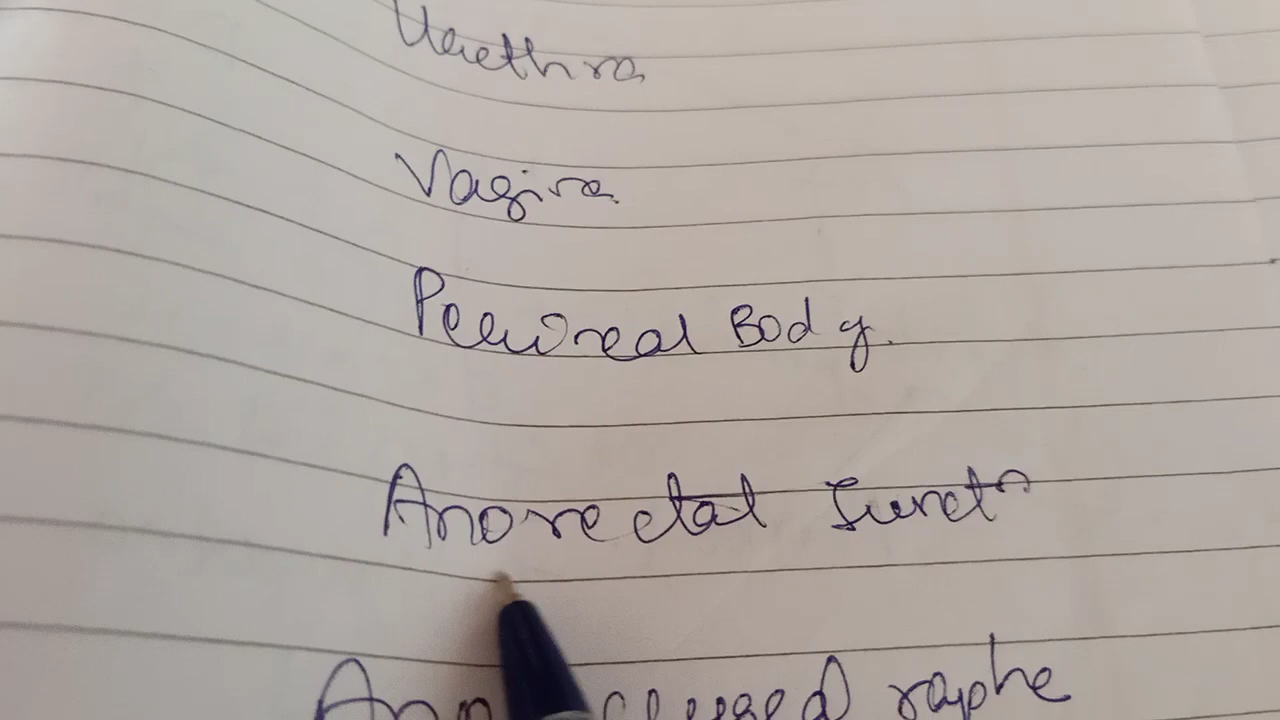 Urethra
Vagina
Perineal Body.
Anorectal Junctn
raphe